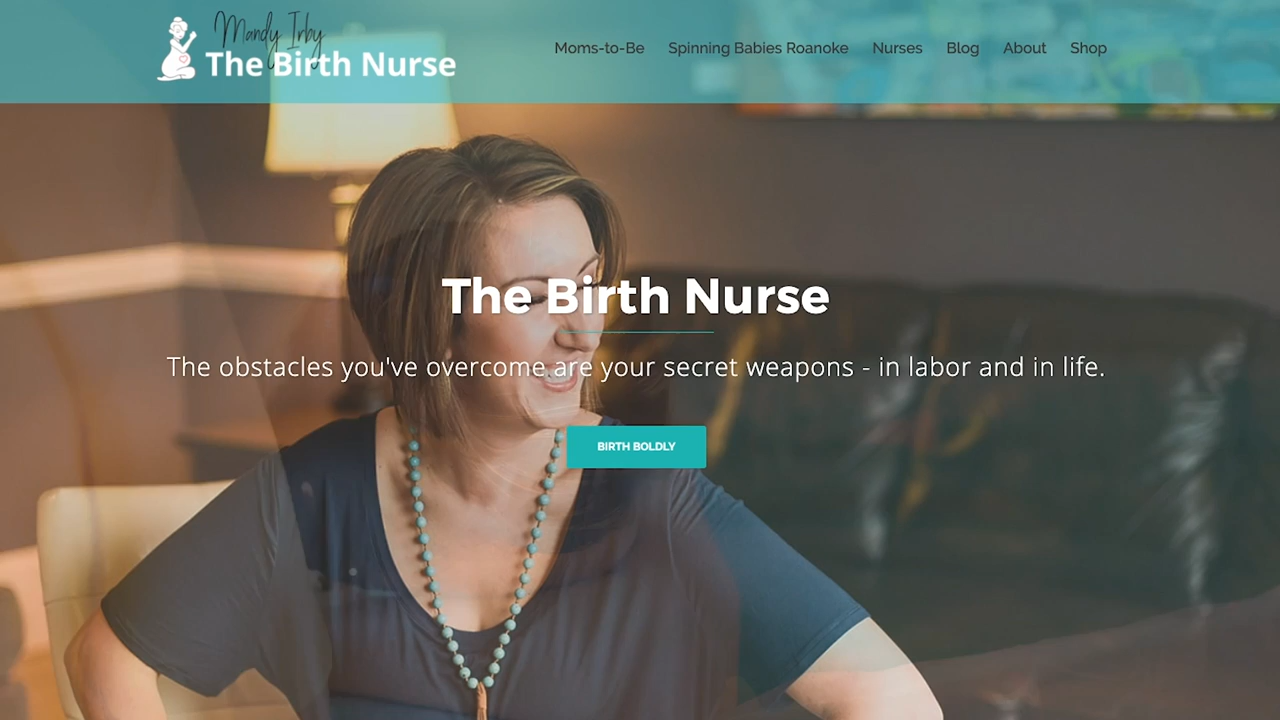 Mandy Irby
The Birth Nurse
Moms-to-Be Spinning Babies Roanoke Nurses Blog About Shop
The Birth Nurse
The obstacles you've overcome are your secret weapons - in labor and in life.
BIRTH BOLDLY